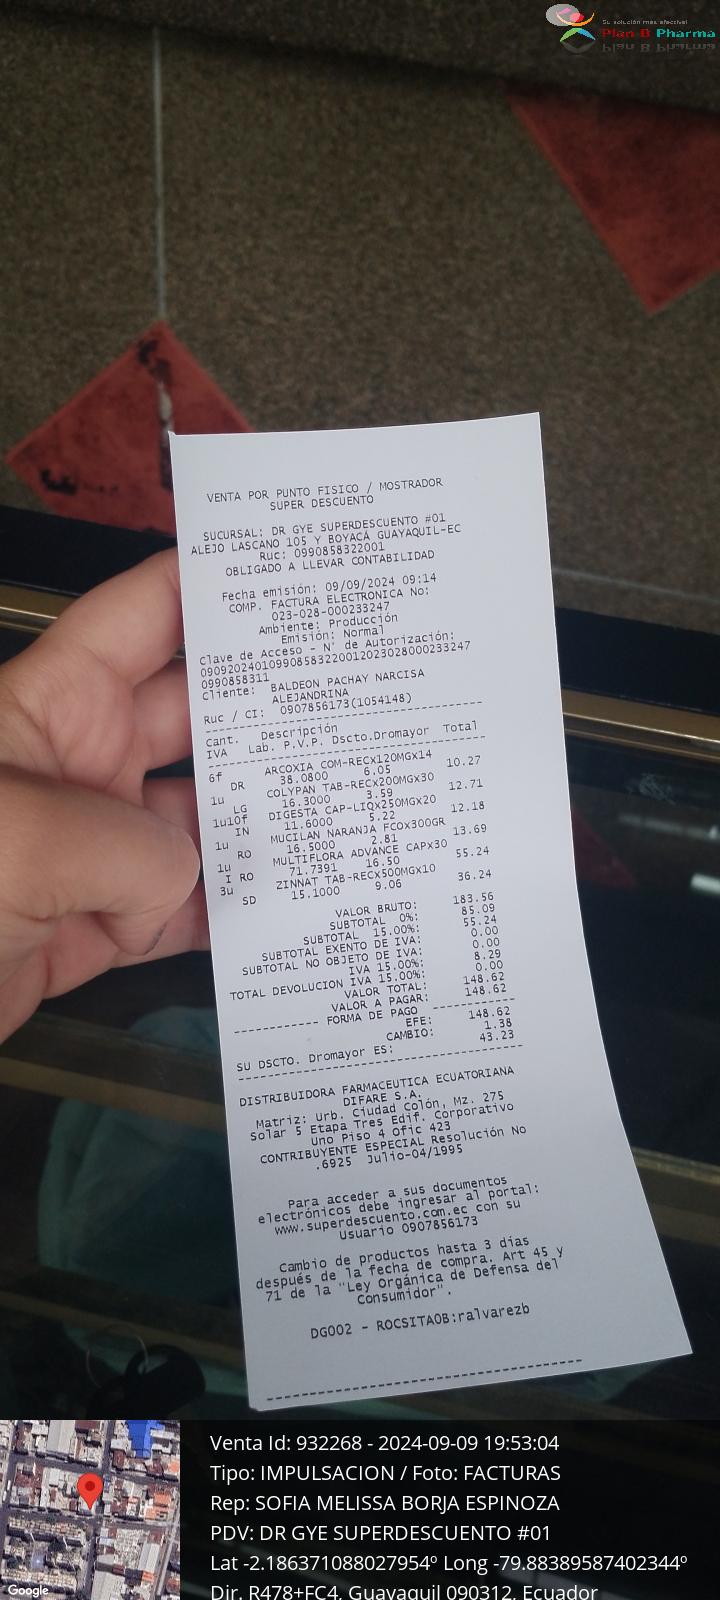 Su solución mas efectiva!
Plan-B Pharma
VENTA POR PUNTO FISICO / MOSTRADOR
SUPER DESCUENTO
SUCURSAL: DR GYE SUPERDESCUENTO #01
ALEJO LASCANO 105 Y BOYACÁ GUAYAQUIL-EC
Ruc: 0990858322001
OBLIGADO A LLEVAR CONTABILIDAD
Fecha emisión: 09/09/2024 09:14
COMP. FACTURA ELECTRONICA No:
023-028-000233247
Ambiente: Producción
Emisión: Normal
Clave de Acceso - N° de Autorización:
090920240109908583220012023028000233247
0990858311
Cliente: BALDEON PACHAY NARCISA
ALEJANDRINA
Ruc / CI: 0907856173(1054148)
Cant. Descripción
IVA Lab. P.V.P. Dscto.Dromayor Total
6f ARCOXIA COM-RECx120MGx14
DR 38.0800 6.05 10.27
1u COLYPAN TAB-RECx200MGx30
LG 16.3000 3.59 12.71
1u10f DIGESTA CAP-LIQx250MGx20
IN 11.6000 5.22 12.18
1u MUCILAN NARANJA FCOx300GR
RO 16.5000 2.81 13.69
1u MULTIFLORA ADVANCE CAPx30
I RO 71.7391 16.50 55.24
3u ZINNAT TAB-RECx500MGx10
SD 15.1000 9.06 36.24
VALOR BRUTO: 183.56
SUBTOTAL 0%: 85.09
SUBTOTAL 15.00%: 55.24
SUBTOTAL EXENTO DE IVA: 0.00
SUBTOTAL NO OBJETO DE IVA: 0.00
IVA 15.00%: 8.29
TOTAL DEVOLUCION IVA 15.00%: 0.00
VALOR TOTAL: 148.62
VALOR A PAGAR: 148.62
FORMA DE PAGO
EFE: 148.62
CAMBIO: 1.38
SU DSCTO. Dromayor ES: 43.23
DISTRIBUIDORA FARMACEUTICA ECUATORIANA
DIFARE S.A.
Matriz: Urb. Ciudad Colón, Mz. 275
Solar 5 Etapa Tres Edif. Corporativo
Uno Piso 4 Ofic 423
CONTRIBUYENTE ESPECIAL Resolución No
.6925 Julio-04/1995
Para acceder a sus documentos
electrónicos debe ingresar al portal:
www.superdescuento.com.ec con su
Usuario 0907856173
Cambio de productos hasta 3 días
después de la fecha de compra. Art 45 y
71 de la "Ley Orgánica de Defensa del
Consumidor".
DG002 - ROCSITAOB:ralvarezb
Google
Venta Id: 932268 - 2024-09-09 19:53:04
Tipo: IMPULSACION / Foto: FACTURAS
Rep: SOFIA MELISSA BORJA ESPINOZA
PDV: DR GYE SUPERDESCUENTO #01
Lat -2.186371088027954º Long -79.88389587402344º
Dir. R478+FC4, Guayaquil 090312, Ecuador